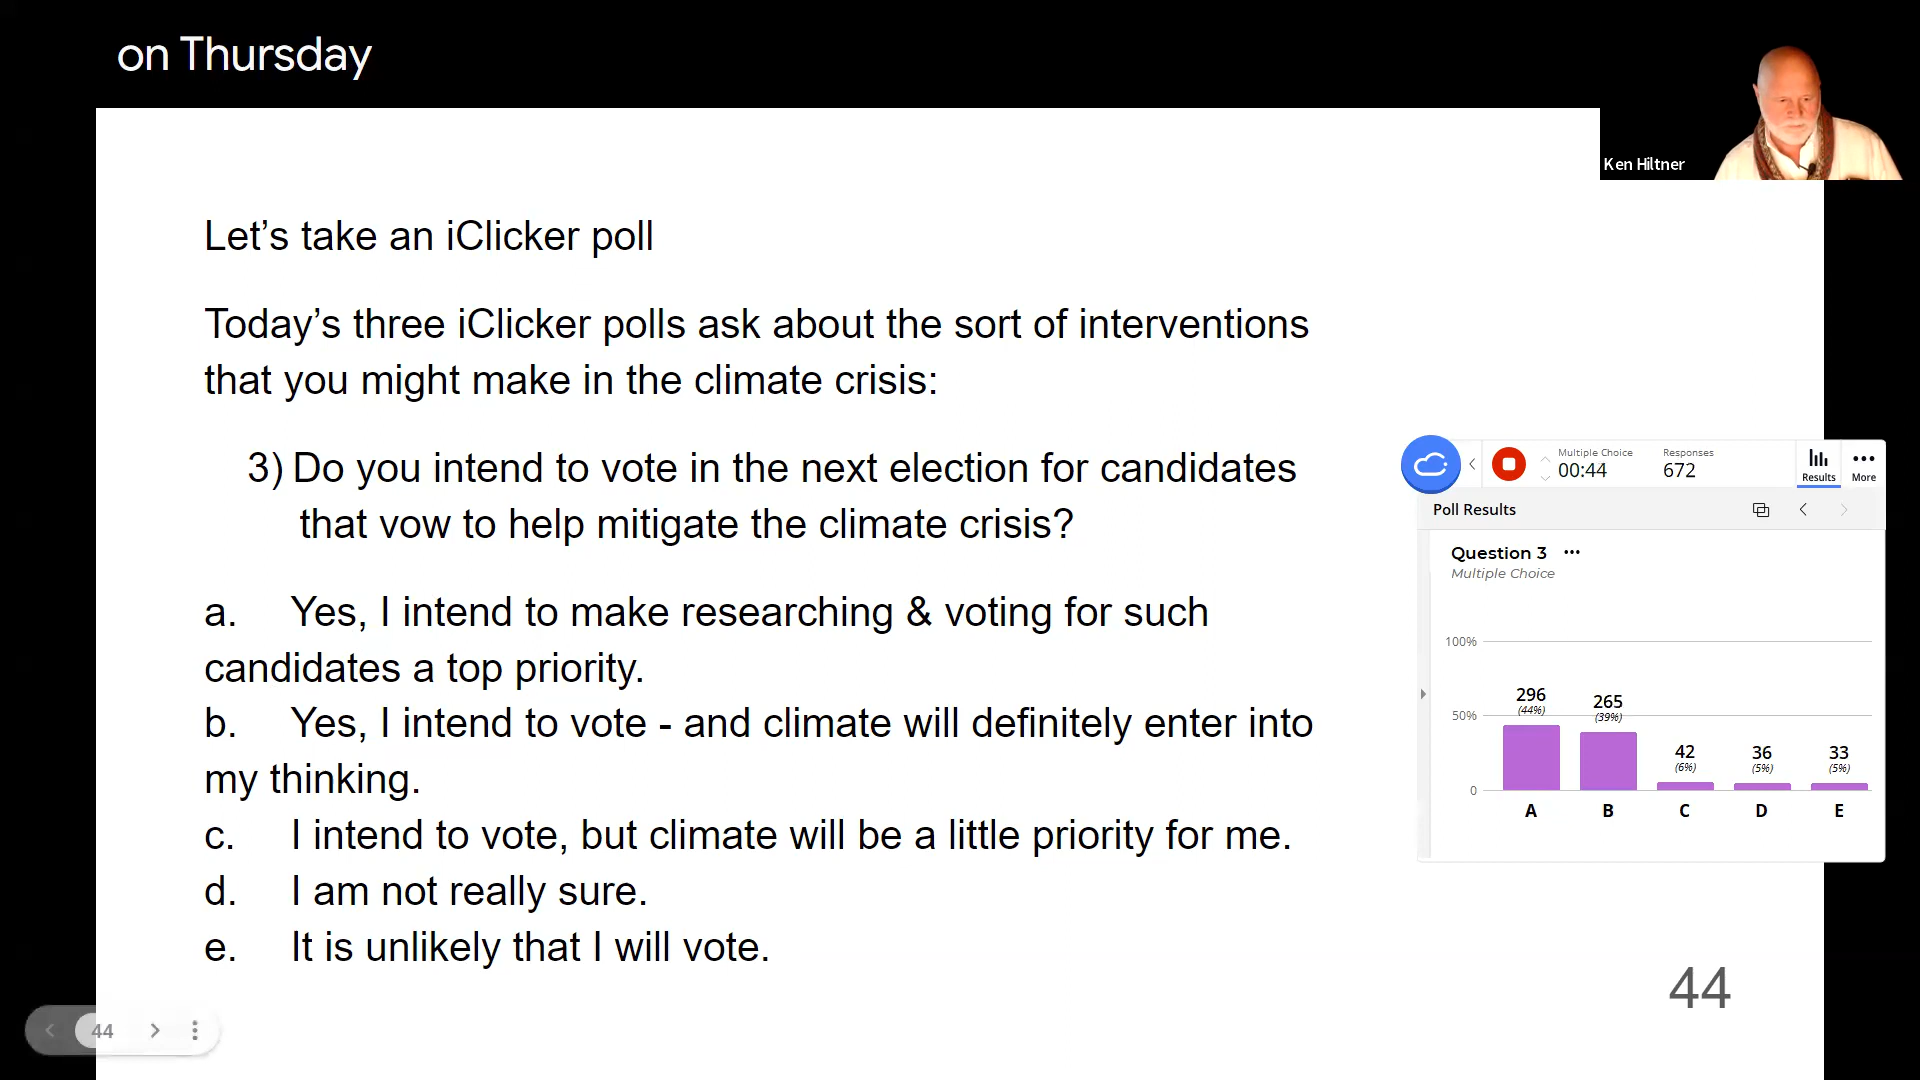 on Thursday
Ken Hiltner
Let’s take an iClicker poll
Today’s three iClicker polls ask about the sort of interventions
that you might make in the climate crisis:
3) Do you intend to vote in the next election for candidates
that vow to help mitigate the climate crisis?
a. Yes, I intend to make researching & voting for such
candidates a top priority.
b. Yes, I intend to vote - and climate will definitely enter into
my thinking.
c. I intend to vote, but climate will be a little priority for me.
d. I am not really sure.
e. It is unlikely that I will vote.
Multiple Choice Responses
00:44 672
Results More
Poll Results
Question 3
Multiple Choice
100%
50%
0
296 265 42 36 33
(44%) (39%) (6%) (5%) (5%)
A B C D E
44
44